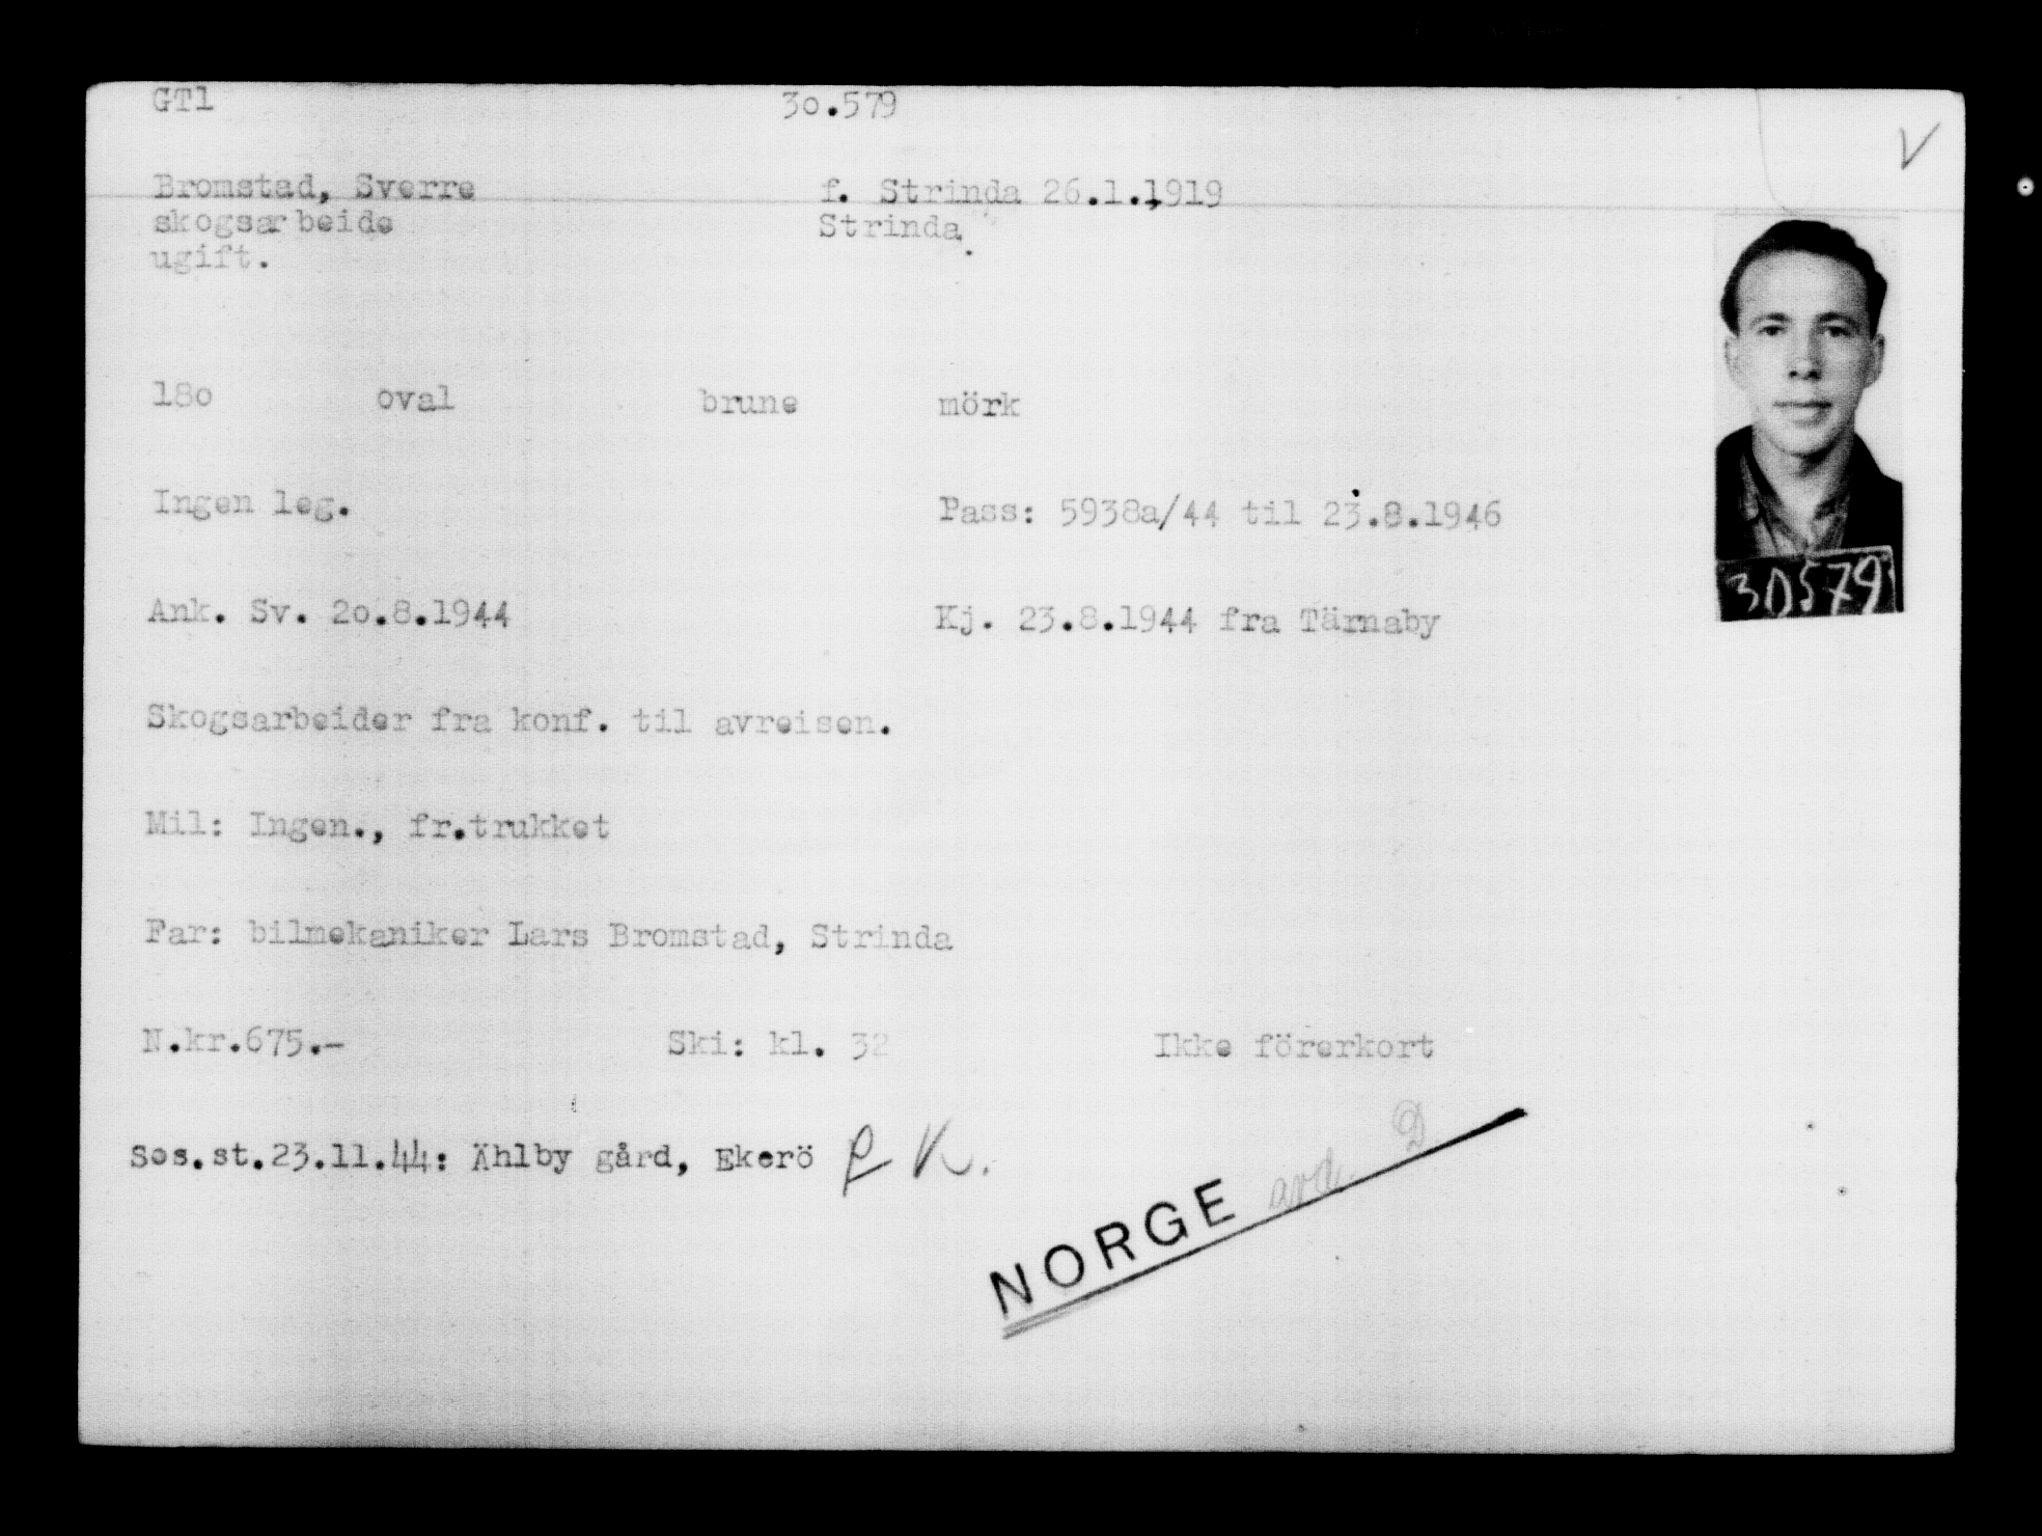 GT1 30.579
V
Bromstad, Sverre f. Strinda 26.1.1919
skogsarbeide Strinda.
ugift.
180 oval brune mörk
Ingen leg. Pass: 5938a/44 til 23.8.1946
30579
Ank. Sv. 20.8.1944 Kj. 23.8.1944 fra Tärnaby
Skogsarbeider fra konf. til avreisen.
Mil: Ingen., fr.trukket
Far: bilmekaniker Lars Bromstad, Strinda
N.kr.675.- Ski: kl. 32 Ikke förerkort
Ses.st.23.11.44: Ählby gård, Ekerö P K.
NORGE avd. D